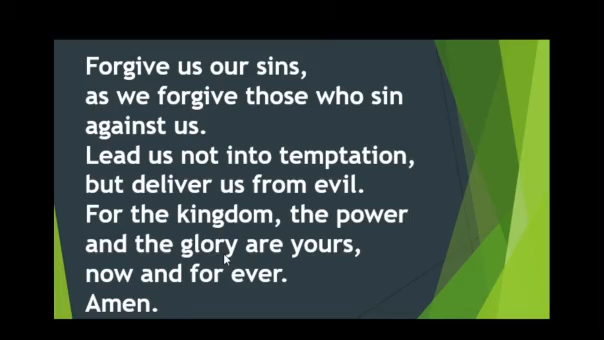 Forgive us our sins,
as we forgive those who sin
against us.
Lead us not into temptation,
but deliver us from evil.
For the kingdom, the power
and the glory are yours,
now and for ever.
Amen.